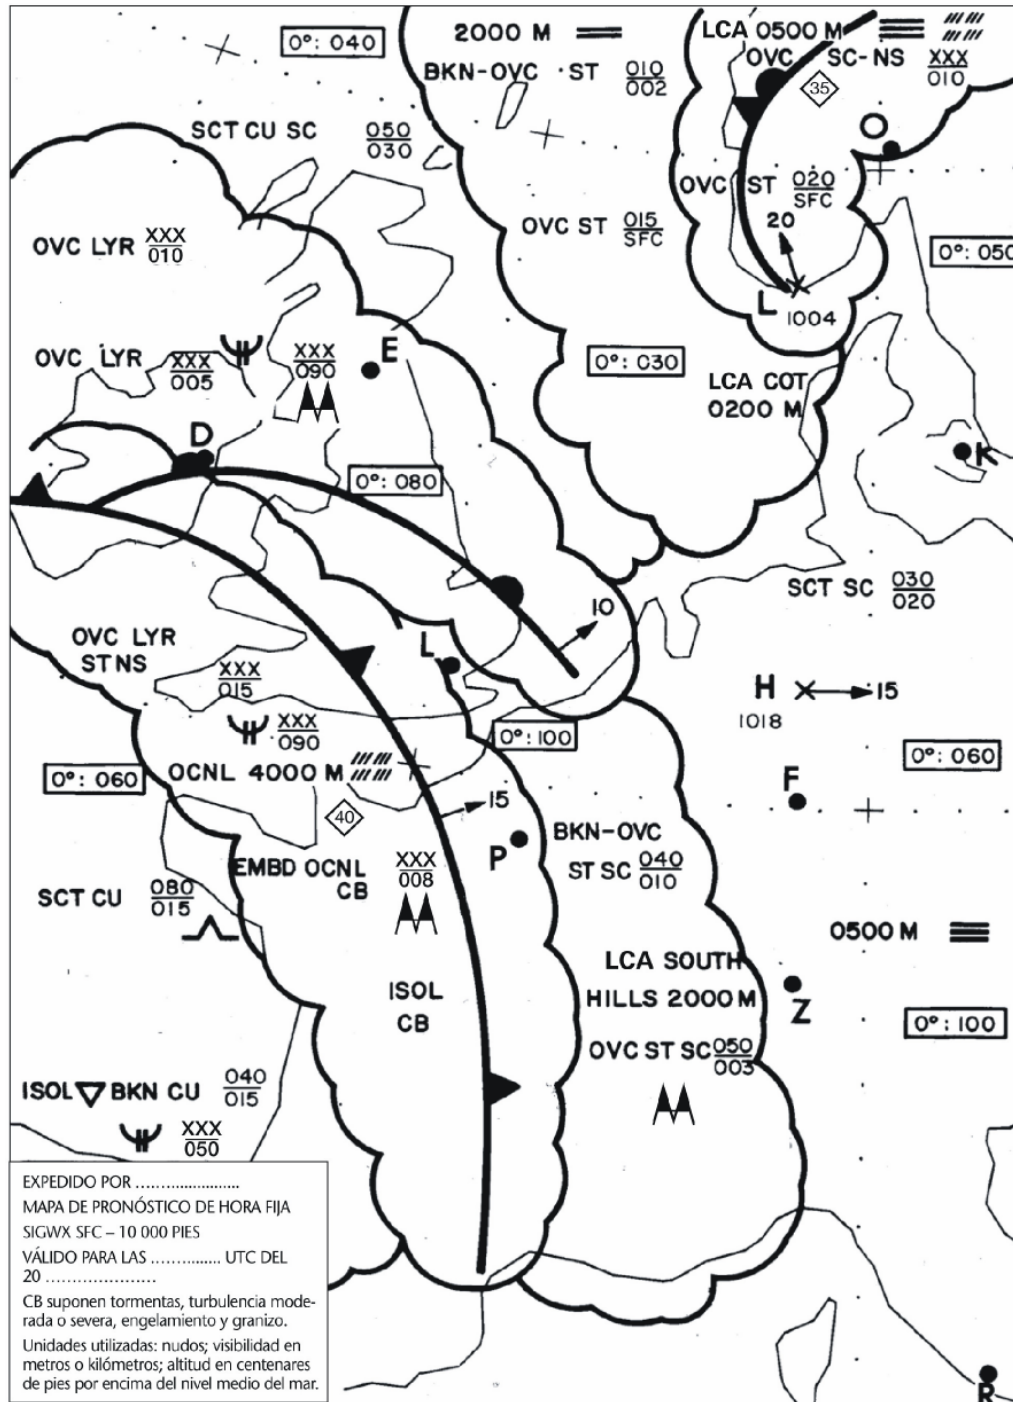 0°: 040
2000 M
BKN-OVC ST 010
002
LCA 0500 M
OVC SC-NS XXX
010
35
O
SCT CU SC 050
030
OVC ST 020
SFC
20
OVC ST 015
SFC
OVC LYR XXX
010
0°: 050
L
1004
OVC LYR XXX
005
XXX
090
E
0°: 030
LCA COT
0200 M
D
K
0°: 080
SCT SC 030
020
10
OVC LYR
ST NS
XXX
015
L
H 15
1018
XXX
090
0°: 100
0°: 060
OCNL 4000 M
0°: 060
F
15
40
P
BKN-OVC
ST SC 040
010
EMBD OCNL
CB
XXX
008
SCT CU 080
015
0500 M
LCA SOUTH
HILLS 2000 M
Z
ISOL
CB
0°: 100
OVC ST SC 050
003
ISOL BKN CU 040
015
XXX
050
EXPEDIDO POR ........................
MAPA DE PRONÓSTICO DE HORA FIJA
SIGWX SFC – 10 000 PIES
VÁLIDO PARA LAS ............... UTC DEL
20 ......................
CB suponen tormentas, turbulencia mode-
rada o severa, engelamiento y granizo.
Unidades utilizadas: nudos; visibilidad en
metros o kilómetros; altitud en centenares
de pies por encima del nivel medio del mar.
R